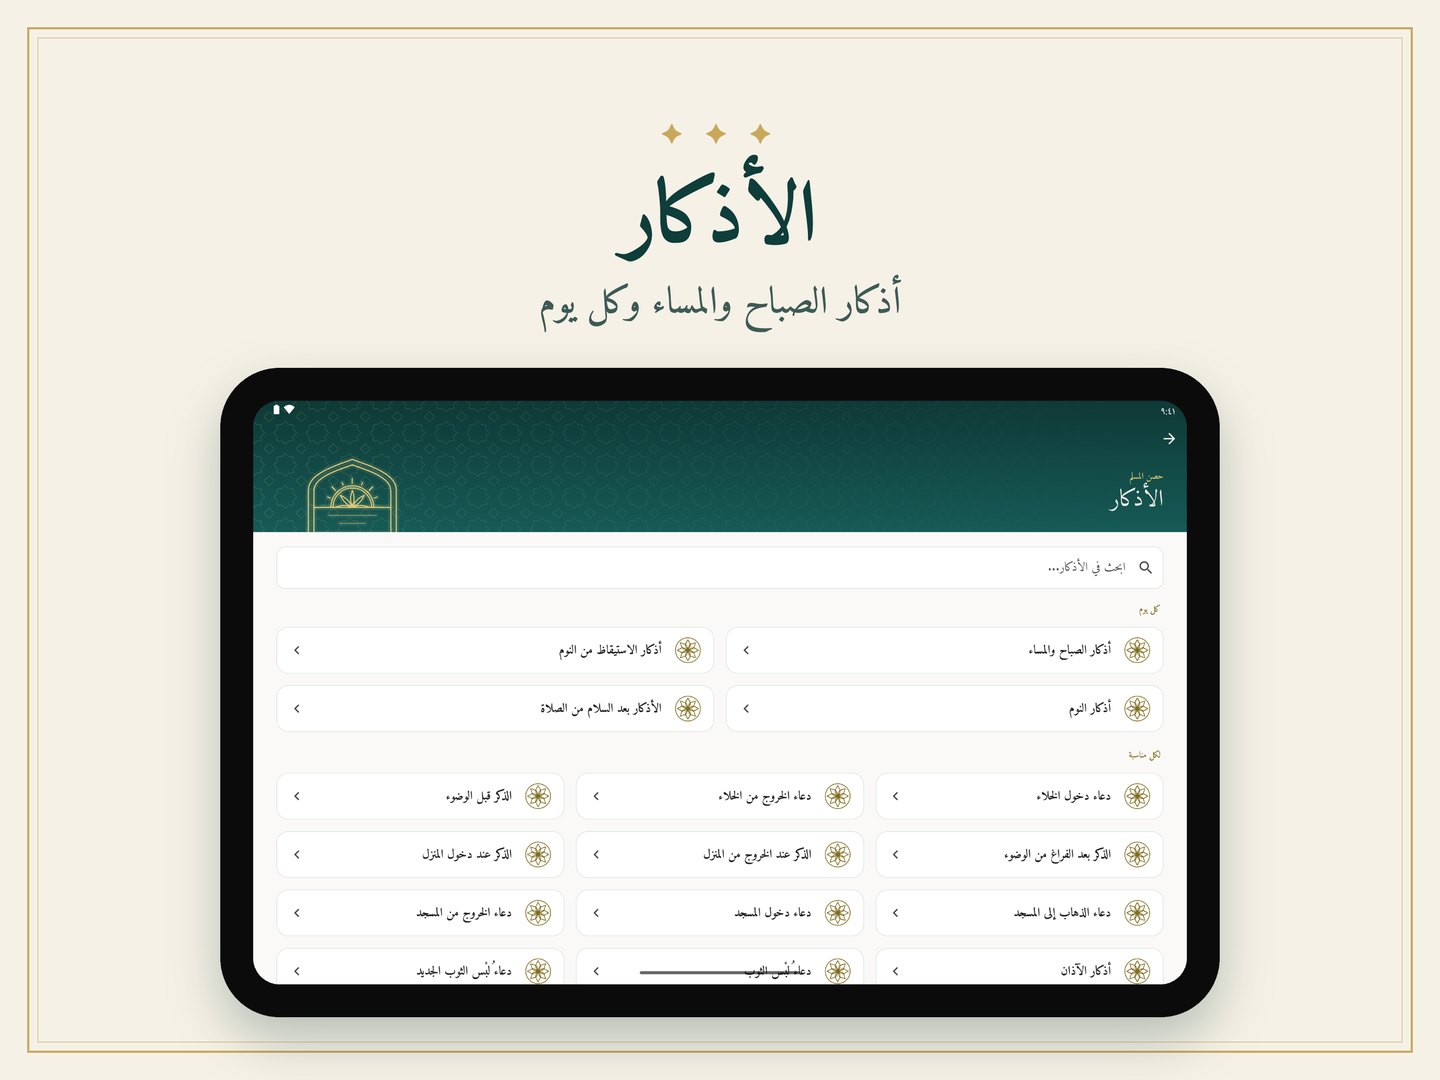 الأذكار
أذكار الصباح والمساء وكل يوم
٩:٤١
حصن المسلم
الأذكار
ابحث في الأذكار...
كل يوم
أذكار الصباح والمساء
أذكار الاستيقاظ من النوم
أذكار النوم
الأذكار بعد السلام من الصلاة
لكل مناسبة
دعاء دخول الخلاء
دعاء الخروج من الخلاء
الذكر قبل الوضوء
الذكر بعد الفراغ من الوضوء
الذكر عند الخروج من المنزل
الذكر عند دخول المنزل
دعاء الذهاب إلى المسجد
دعاء دخول المسجد
دعاء الخروج من المسجد
أذكار الآذان
دعاء لُبْس الثوب
دعاء لُبْس الثوب الجديد